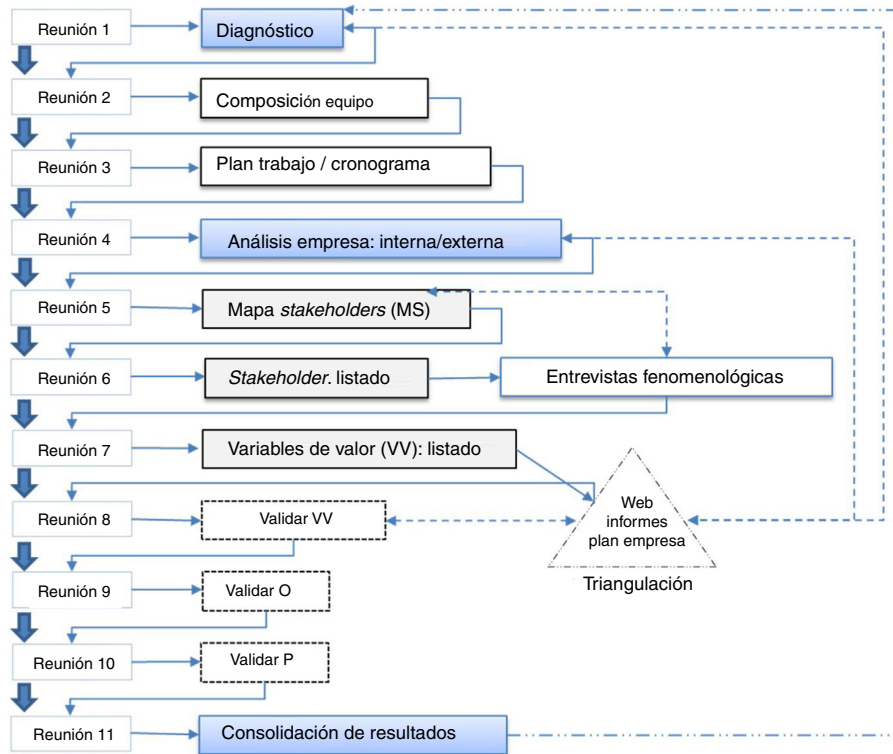 Reunión 1
Diagnóstico
Reunión 2
Composición equipo
Reunión 3
Plan trabajo / cronograma
Reunión 4
Análisis empresa: interna/externa
Reunión 5
Mapa stakeholders (MS)
Reunión 6
Stakeholder. listado
Entrevistas fenomenológicas
Reunión 7
Variables de valor (VV): listado
Reunión 8
Validar VV
Web
informes
plan empresa
Triangulación
Reunión 9
Validar O
Reunión 10
Validar P
Reunión 11
Consolidación de resultados